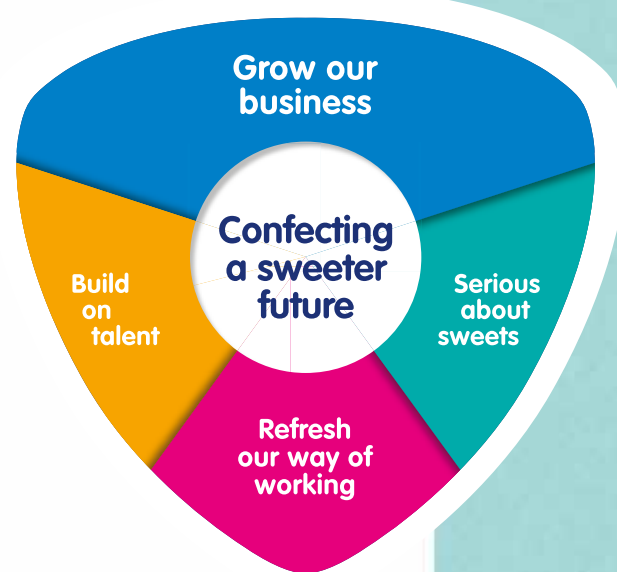 Grow our
business
Confecting
a sweeter
future
Build
on
talent
Serious
about
sweets
Refresh
our way of
working